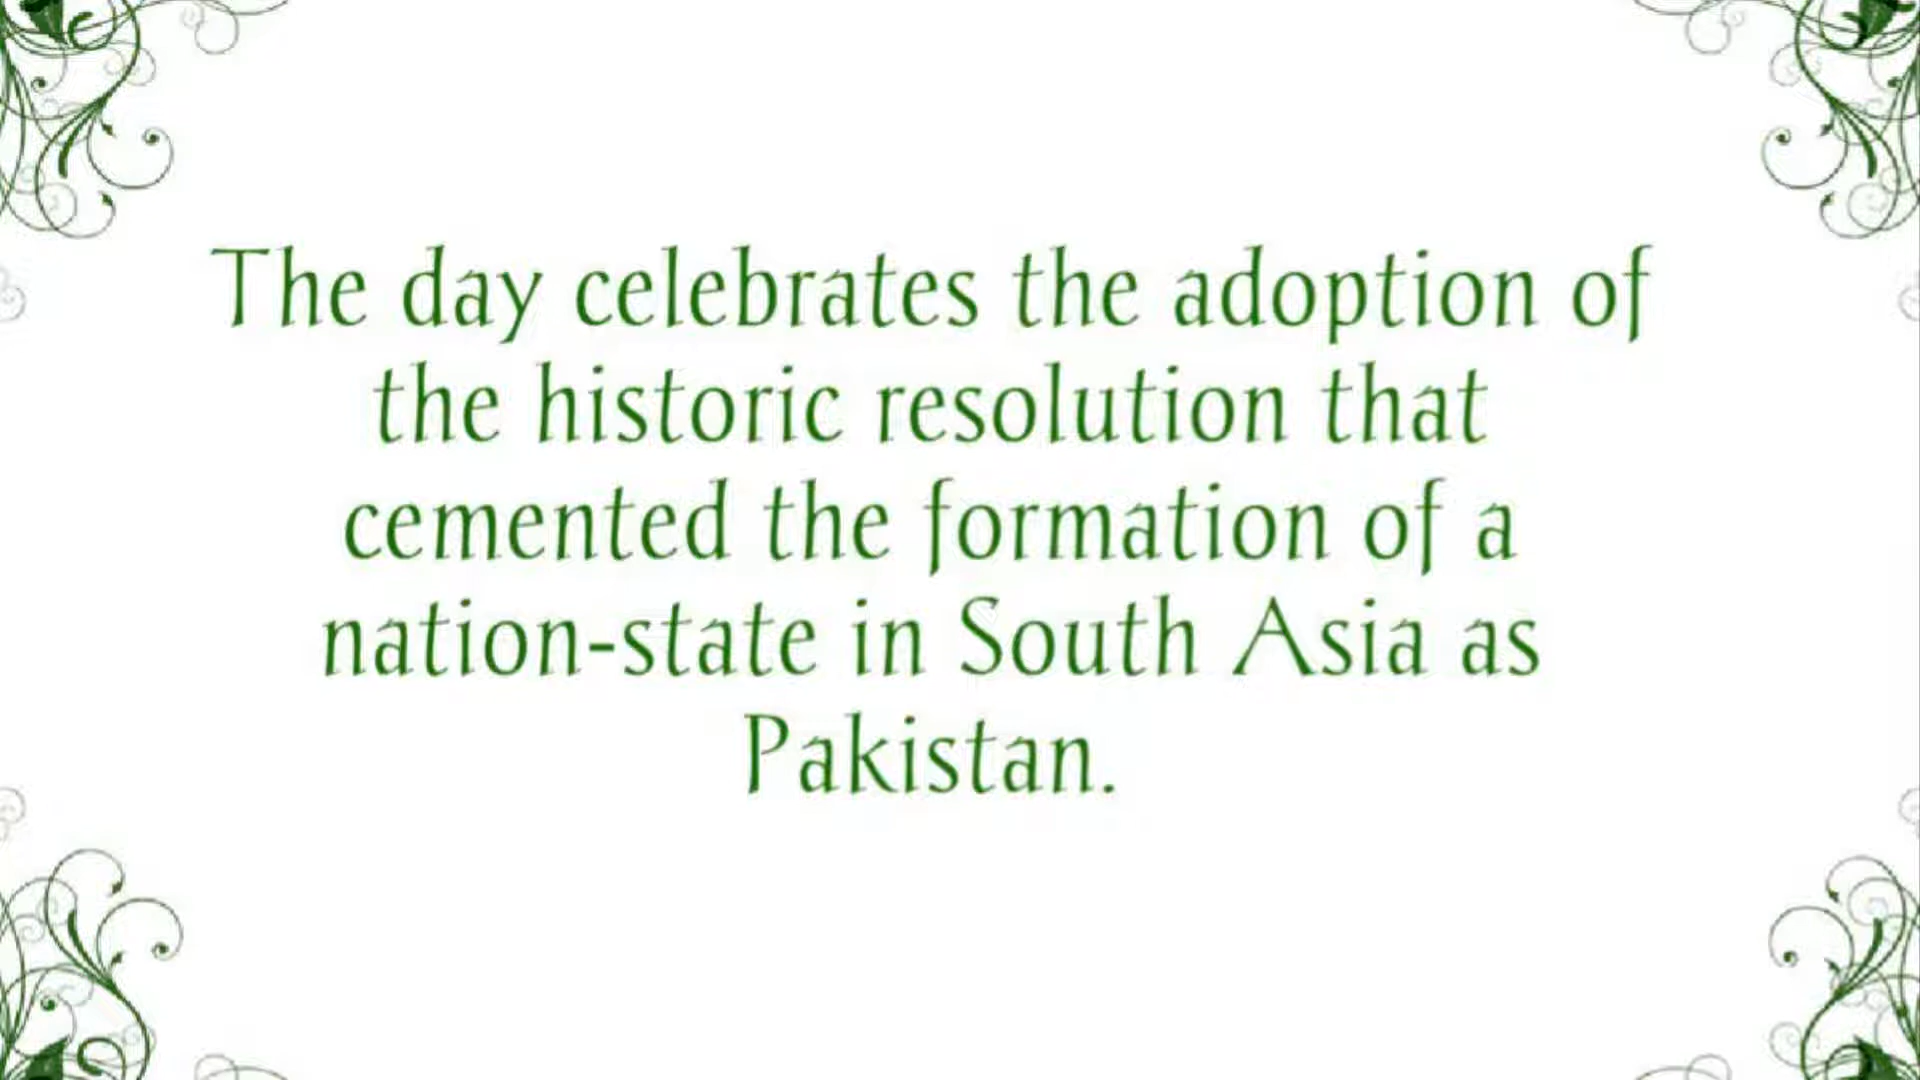 The day celebrates the adoption of
the historic resolution that
cemented the formation of a
nation-state in South Asia as
Pakistan.